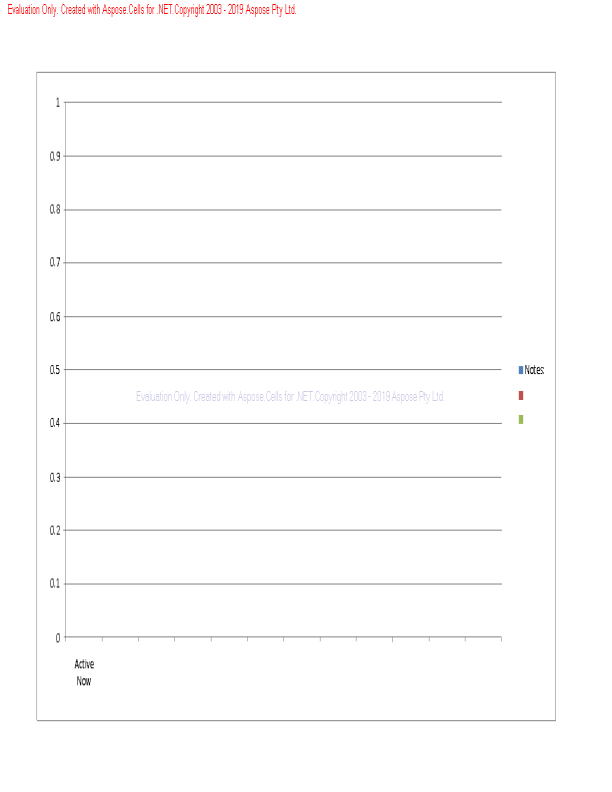 Evaluation Only. Created with Aspose.Cells for .NET.Copyright 2003 - 2019 Aspose Pty Ltd.
1
0.9
0.8
0.7
0.6
0.5
Notes:
Evaluation Only. Created with Aspose.Cells for .NET.Copyright 2003 - 2019 Aspose Pty Ltd.
0.4
0.3
0.2
0.1
0
Active
Now